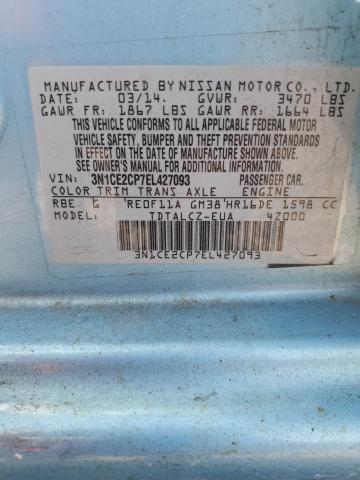 MANUFACTURED BY NISSAN MOTOR CO., LTD.
DATE: 03/14. GVWR: 3470 LBS
GAWR FR: 1867 LBS GAWR RR: 1664 LBS
THIS VEHICLE CONFORMS TO ALL APPLICABLE FEDERAL MOTOR
VEHICLE SAFETY, BUMPER AND THEFT PREVENTION STANDARDS
IN EFFECT ON THE DATE OF MANUFACTURE SHOWN ABOVE.
SEE OWNER'S MANUAL FOR ADDITIONAL INFORMATION.
VIN: 3N1CE2CP7EL427093 PASSENGER CAR.
COLOR TRIM TRANS AXLE ENGINE
RBE G RE0F11A GM38 HR16DE 1598 CC
MODEL: TDTALCZ-EUA 4Z000
3N1CE2CP7EL427093